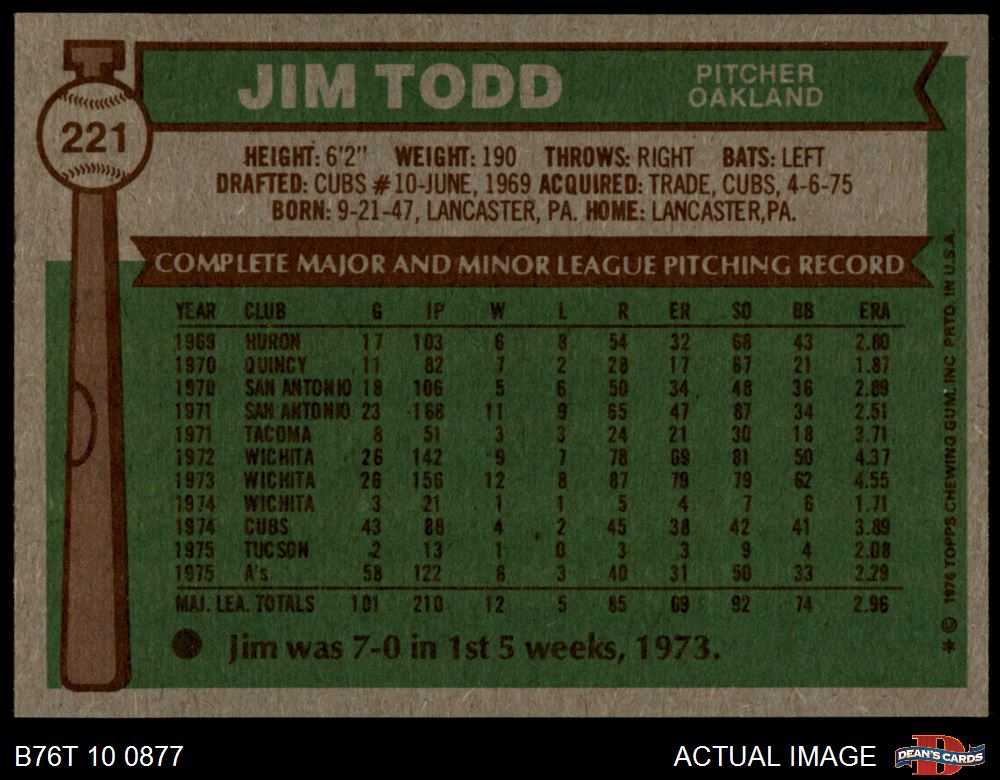 JIM TODD
PITCHER
OAKLAND
221
HEIGHT: 6'2" WEIGHT: 190 THROWS: RIGHT BATS: LEFT
DRAFTED: CUBS #10-JUNE, 1969 ACQUIRED: TRADE, CUBS, 4-6-75
BORN: 9-21-47, LANCASTER, PA. HOME: LANCASTER,PA.
COMPLETE MAJOR AND MINOR LEAGUE PITCHING RECORD
YEAR CLUB G IP W L R ER SO BB ERA
1969 HURON 17 103 6 8 54 32 68 43 2.80
1970 QUINCY 11 82 7 2 28 17 67 21 1.87
1970 SAN ANTONIO 18 106 5 6 50 34 48 36 2.89
1971 SAN ANTONIO 23 168 11 9 65 47 87 34 2.51
1971 TACOMA 8 51 3 3 24 21 30 18 3.71
1972 WICHITA 26 142 9 7 78 69 81 50 4.37
1973 WICHITA 26 156 12 8 87 79 79 62 4.55
1974 WICHITA 3 21 1 1 5 4 7 6 1.71
1974 CUBS 43 88 4 2 45 38 42 41 3.89
1975 TUCSON 2 13 1 0 3 3 9 4 2.08
1975 A's 58 122 8 3 40 31 50 33 2.29
MAJ. LEA. TOTALS 101 210 12 5 85 69 92 74 2.96
Jim was 7-0 in 1st 5 weeks, 1973.
* © 1976 TOPPS CHEWING GUM, INC. PRTD. IN U.S.A.
B76T 10 0877
ACTUAL IMAGE
DEAN'S CARDS